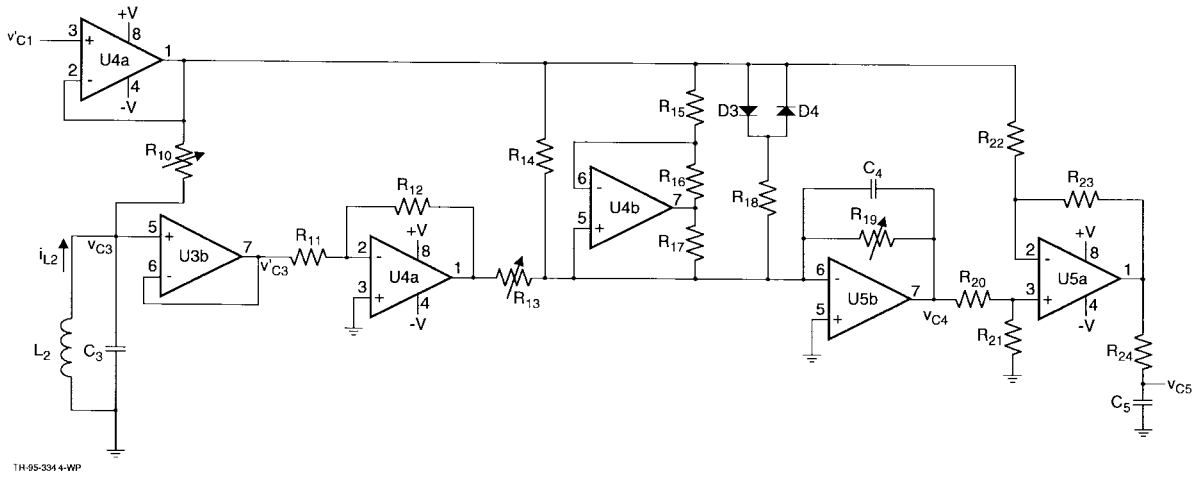 +V
v'C1
3
+
8
U4a
1
2
-
4
-V
R10
R15
D3
D4
R14
R22
R16
6
-
U4b
7
5
+
R17
R18
C4
R19
R23
R12
iL2
vC3
5
+
U3b
7
6
-
v'C3
R11
+V
2
-
8
U4a
1
3
+
4
-V
R13
6
-
U5b
7
5
+
vC4
R20
R21
+V
2
-
8
U5a
1
3
+
4
-V
R24
L2
C3
C5
vC5
TH-95-334 4-WP